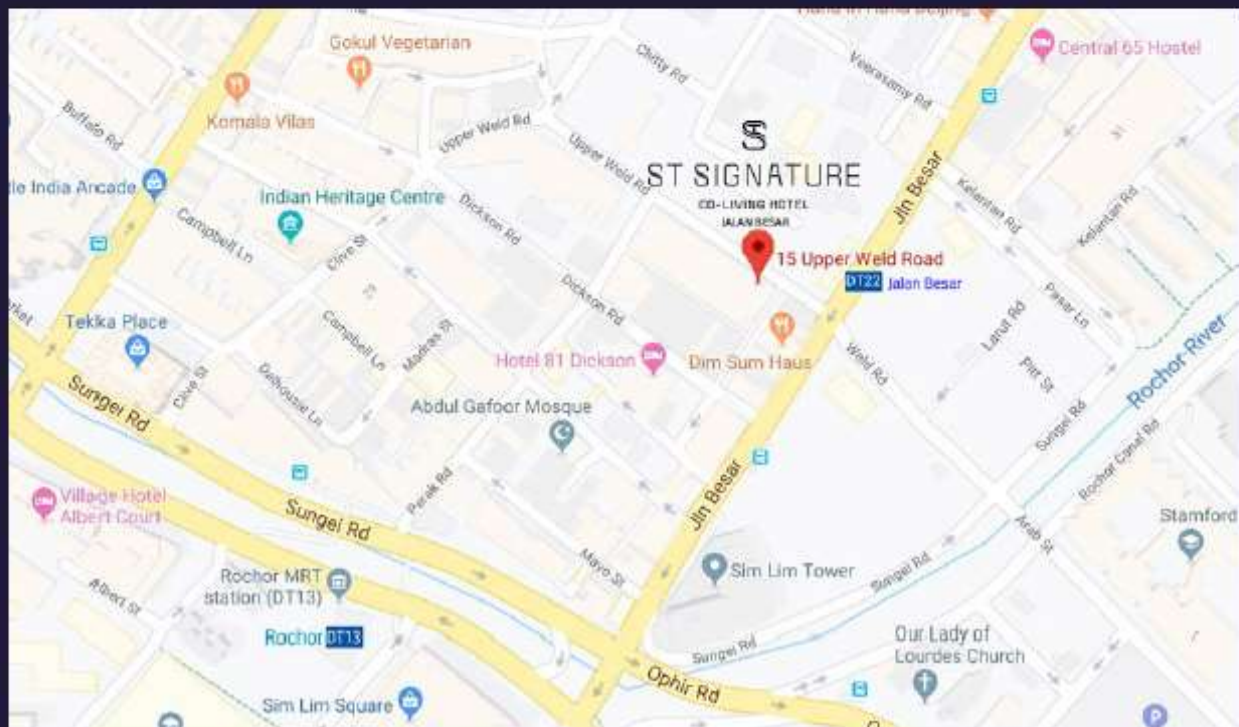 Gokul Vegetarian
Chitty Rd
Central 65 Hostel
Veerasamy Rd
Komala Vilas
Buffalo Rd
Upper Weld Rd
Upper Weld Rd
ST SIGNATURE
CO-LIVING HOTEL
JALAN BESAR
Jln Besar
Kelantan Rd
Kelantan Rd
31
tle India Arcade
Indian Heritage Centre
Dickson Rd
Campbell Ln
Clive St
15 Upper Weld Road
DT22 Jalan Besar
Pasar Ln
Larut Rd
Dickson Rd
Tekka Place
Campbell Ln
Madras St
Hotel 81 Dickson
Dim Sum Haus
Weld Rd
Pitt St
Rochor River
Clive St
Dalhousie Ln
Sungei Rd
Abdul Gafoor Mosque
Sungei Rd
Rochor Canal Rd
Village Hotel
Albert Court
Sungei Rd
Perak Rd
Jln Besar
Arab St
Stamford
Mayo St
Sim Lim Tower
Sungei Rd
Albert St
Rochor MRT
station (DT13)
Rochor DT13
Sungei Rd
Our Lady of
Lourdes Church
Ophir Rd
Sim Lim Square
P